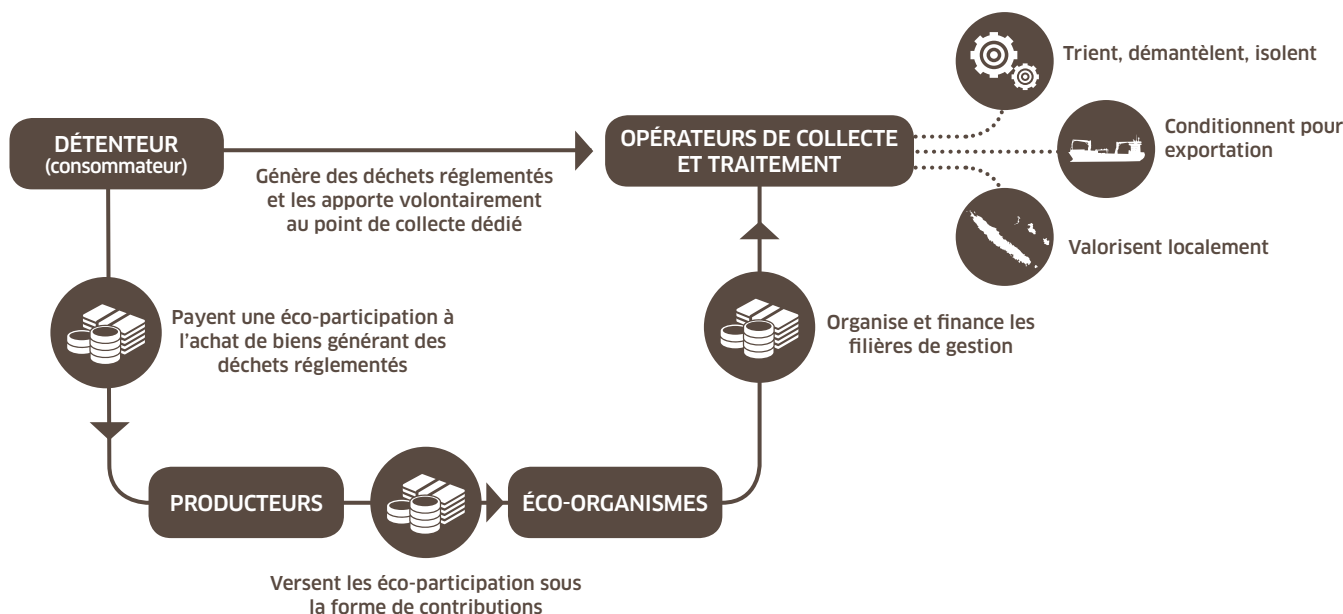 DÉTENTEUR
(consommateur)
Génère des déchets réglementés
et les apporte volontairement
au point de collecte dédié
OPÉRATEURS DE COLLECTE
ET TRAITEMENT
Trient, démantèlent, isolent
Conditionnent pour
exportation
Valorisent localement
Payent une éco-participation à
l’achat de biens générant des
déchets réglementés
Organise et finance les
filières de gestion
PRODUCTEURS
ÉCO-ORGANISMES
Versent les éco-participation sous
la forme de contributions